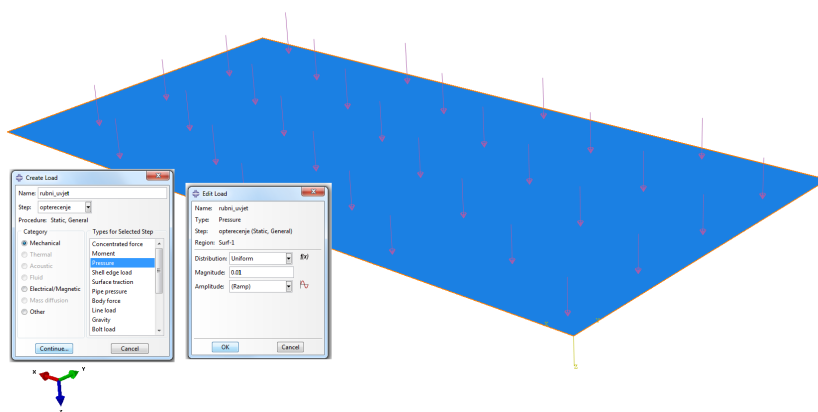 Create Load
Name: rubni_uvjet
Step: opterecenje
Procedure: Static, General
Category
Types for Selected Step
Mechanical
Thermal
Acoustic
Fluid
Electrical/Magnetic
Mass diffusion
Other
Concentrated force
Moment
Pressure
Shell edge load
Surface traction
Pipe pressure
Body force
Line load
Gravity
Bolt load
Continue...
Cancel
Edit Load
Name: rubni_uvjet
Type: Pressure
Step: opterecenje (Static, General)
Region: Surf-1
Distribution: Uniform f(x)
Magnitude: 0.01
Amplitude: (Ramp)
OK
Cancel
X
Y